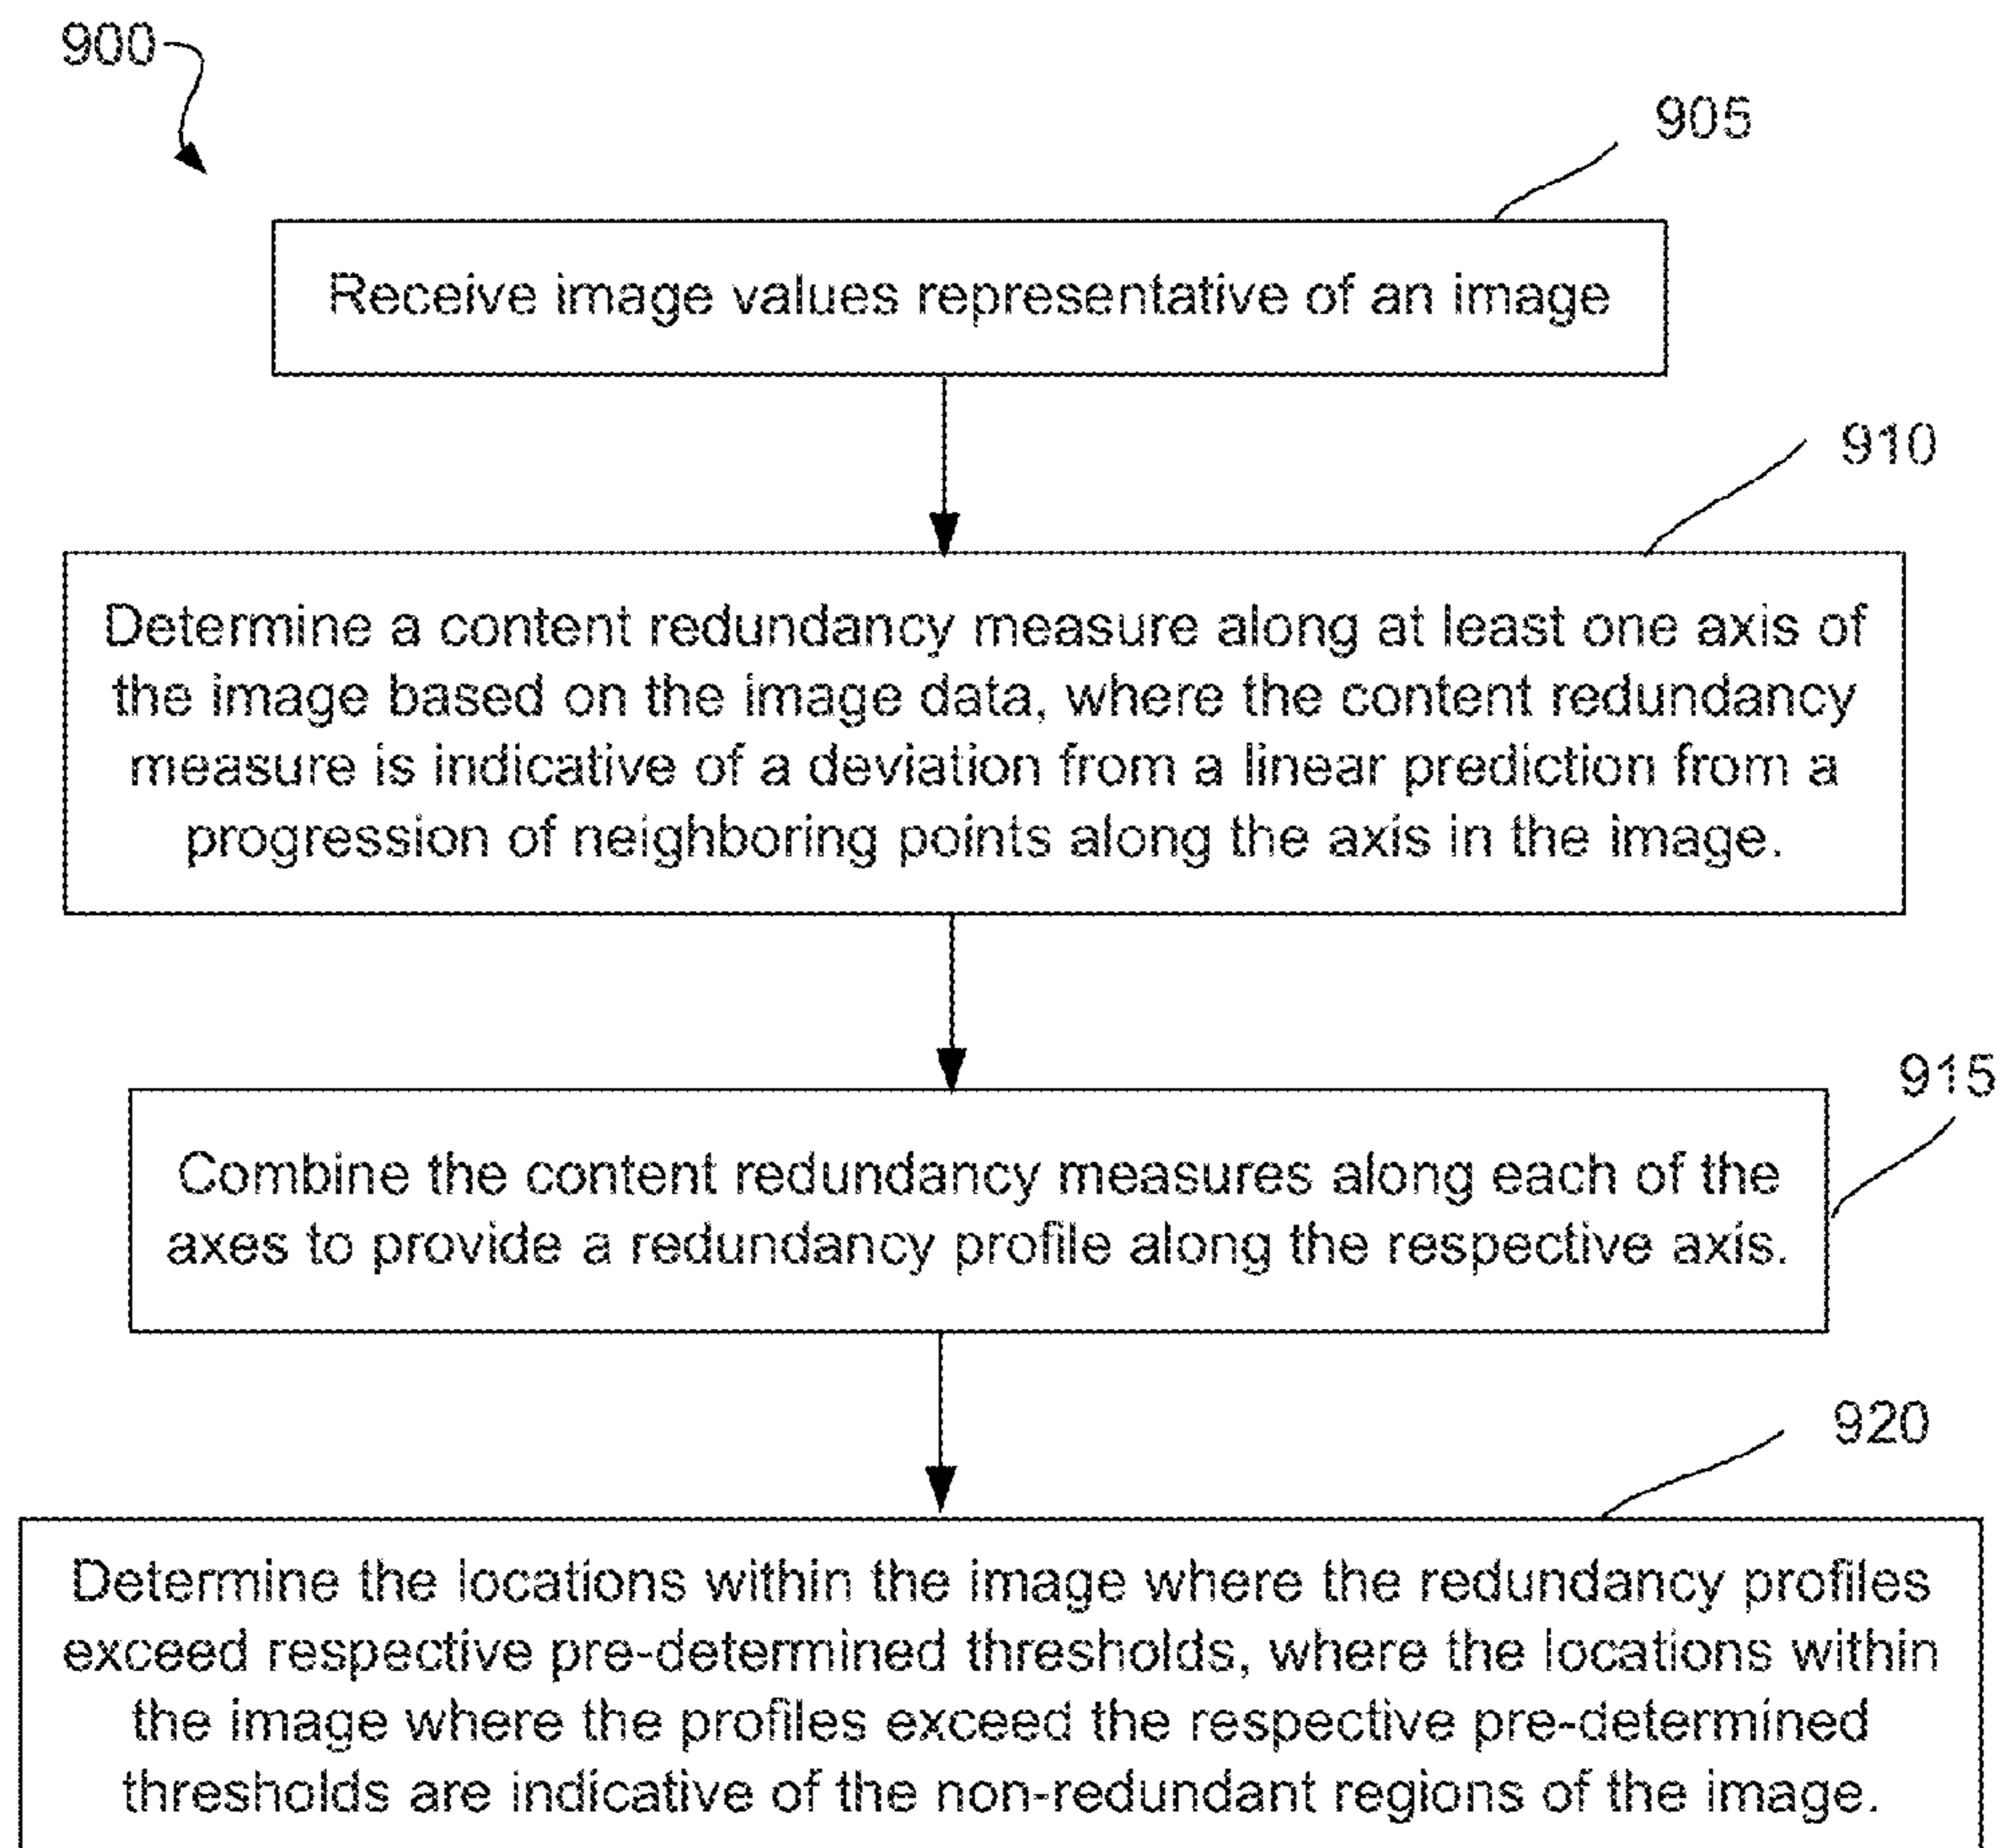 900
905
Receive image values representative of an image
910
Determine a content redundancy measure along at least one axis of
the image based on the image data, where the content redundancy
measure is indicative of a deviation from a linear prediction from a
progression of neighboring points along the axis in the image.
915
Combine the content redundancy measures along each of the
axes to provide a redundancy profile along the respective axis.
920
Determine the locations within the image where the redundancy profiles
exceed respective pre-determined thresholds, where the locations within
the image where the profiles exceed the respective pre-determined
thresholds are indicative of the non-redundant regions of the image.